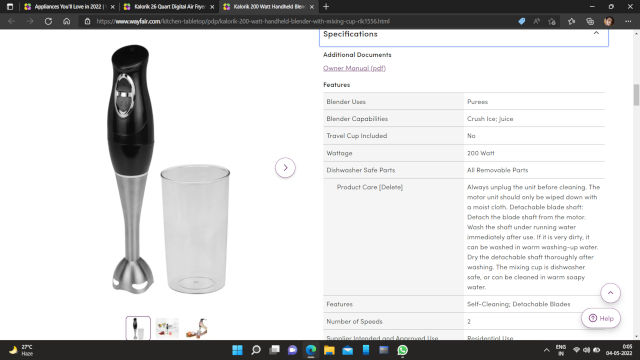 Appliances You'll Love in 2022 |
Kalorik 26 Quart Digital Air Fryer
Kalorik 200 Watt Handheld Blen
https://www.wayfair.com/kitchen-tabletop/pdp/kalorik-200-watt-handheld-blender-with-mixing-cup-rik1556.html
Specifications
Additional Documents
Owner Manual (pdf)
Features
Blender Uses Purees
Blender Capabilities Crush Ice; Juice
Travel Cup Included No
Wattage 200 Watt
Dishwasher Safe Parts All Removable Parts
Product Care [Delete] Always unplug the unit before cleaning. The
motor unit should only be wiped down with
a moist cloth. Detachable blade shaft:
Detach the blade shaft from the motor.
Wash the shaft under running water
immediately after use. If it is very dirty, it
can be washed in warm washing-up water.
Dry the detachable shaft thoroughly after
washing. The mixing cup is dishwasher
safe, or can be cleaned in warm soapy
water.
Features Self-Cleaning; Detachable Blades
Number of Speeds 2
Supplier Intended and Approved Use Residential Use
Help
27°C
Haze
ENG
IN
0:05
04-05-2022